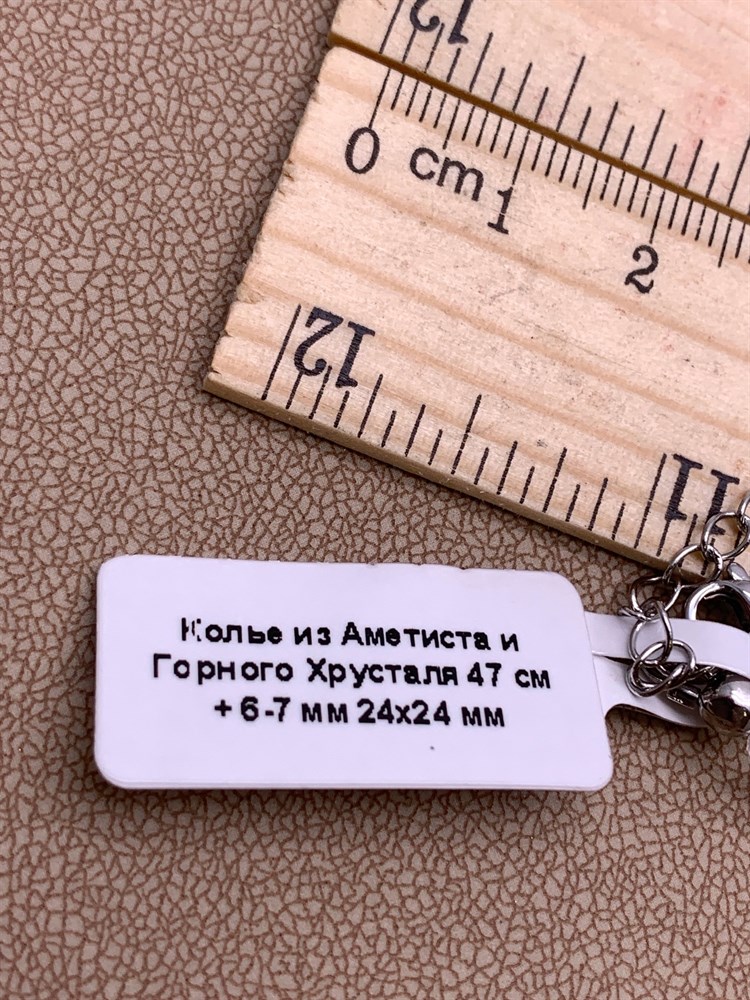 12
0 cm 1
2
12
11
Колье из Аметиста и
Горного Хрусталя 47 см
+ 6-7 мм 24x24 мм